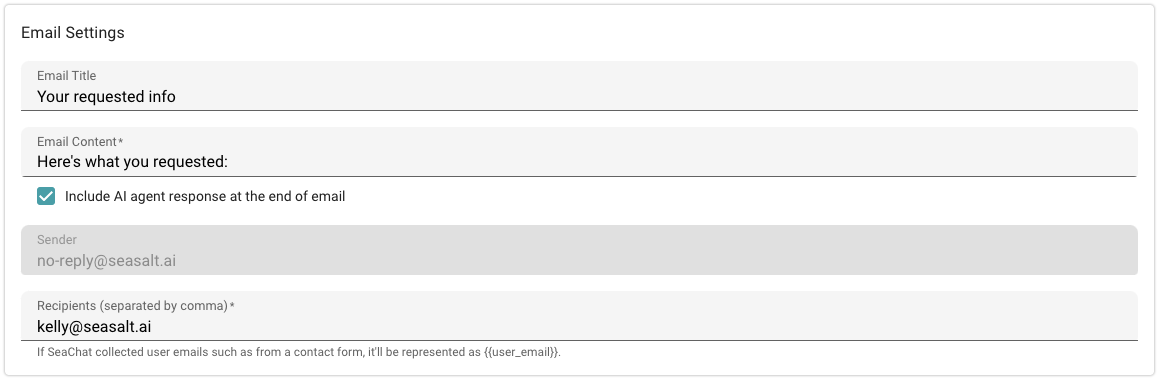 Email Settings
Email Title
Your requested info
Email Content*
Here's what you requested:
Include AI agent response at the end of email
Sender
no-reply@seasalt.ai
Recipients (separated by comma)*
kelly@seasalt.ai
If SeaChat collected user emails such as from a contact form, it'll be represented as {{user_email}}.